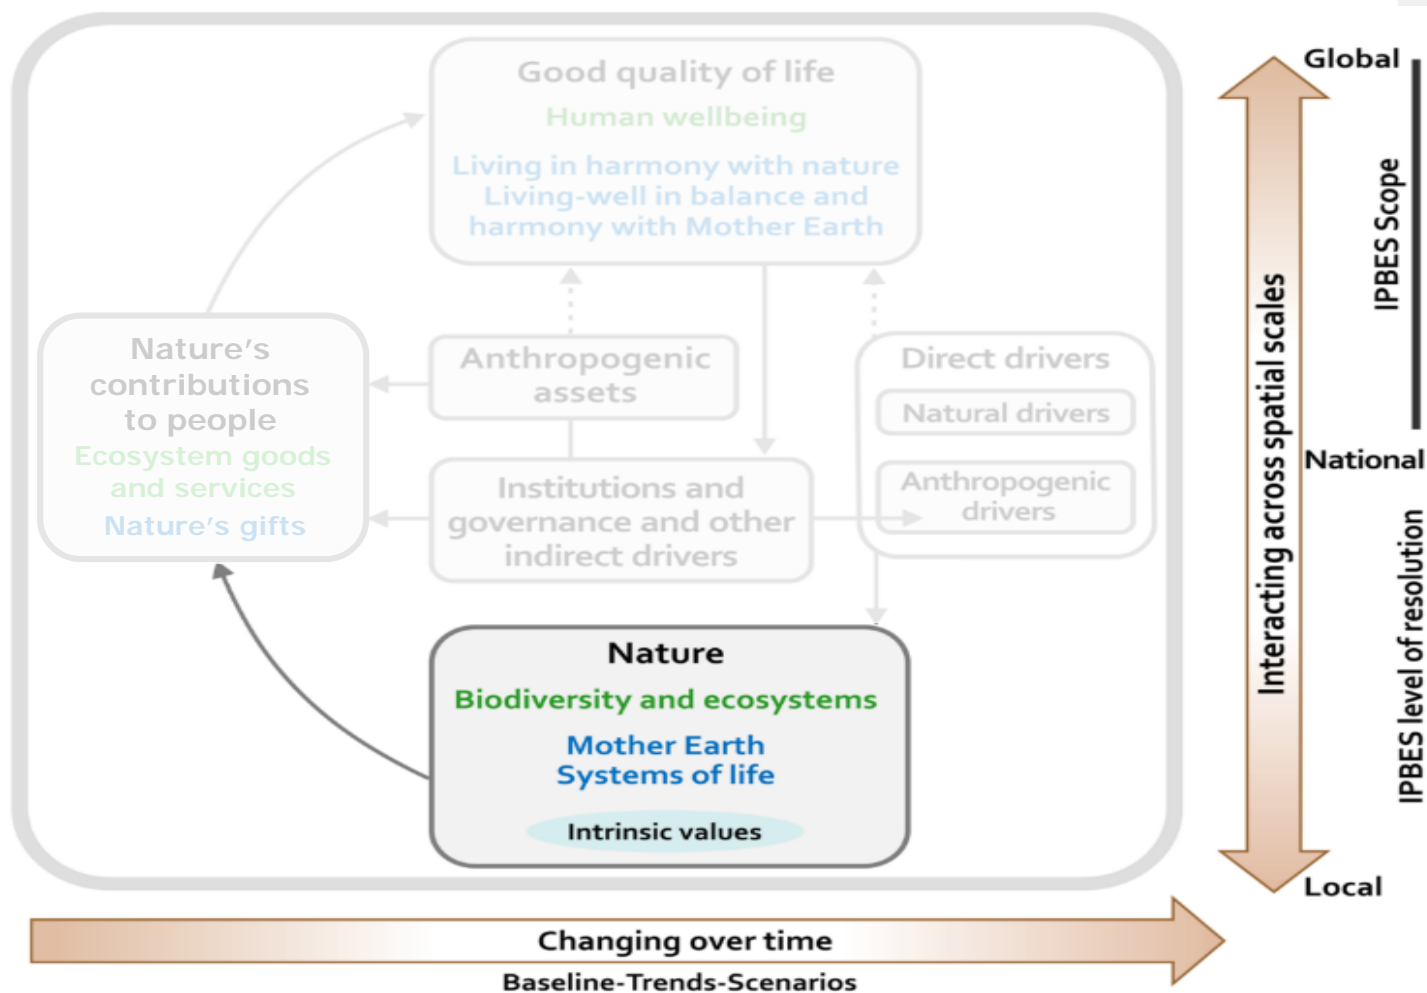 Good quality of life
Human wellbeing
Living in harmony with nature
Living-well in balance and
harmony with Mother Earth
Nature's
contributions
to people
Ecosystem goods
and services
Nature's gifts
Anthropogenic
assets
Institutions and
governance and other
indirect drivers
Direct drivers
Natural drivers
Anthropogenic
drivers
Nature
Biodiversity and ecosystems
Mother Earth
Systems of life
Intrinsic values
Interacting across spatial scales
Global
IPBES Scope
National
IPBES level of resolution
Local
Changing over time
Baseline-Trends-Scenarios